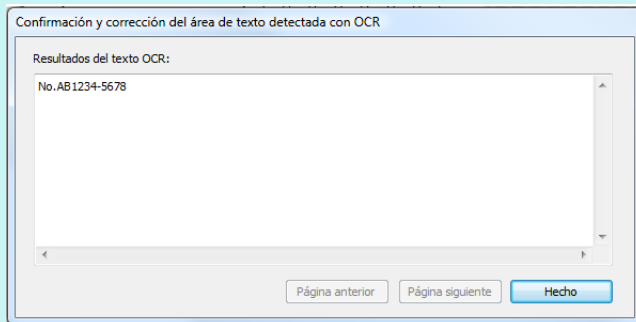 Confirmación y corrección del área de texto detectada con OCR
Resultados del texto OCR:
No.AB1234-5678
Página anterior
Página siguiente
Hecho